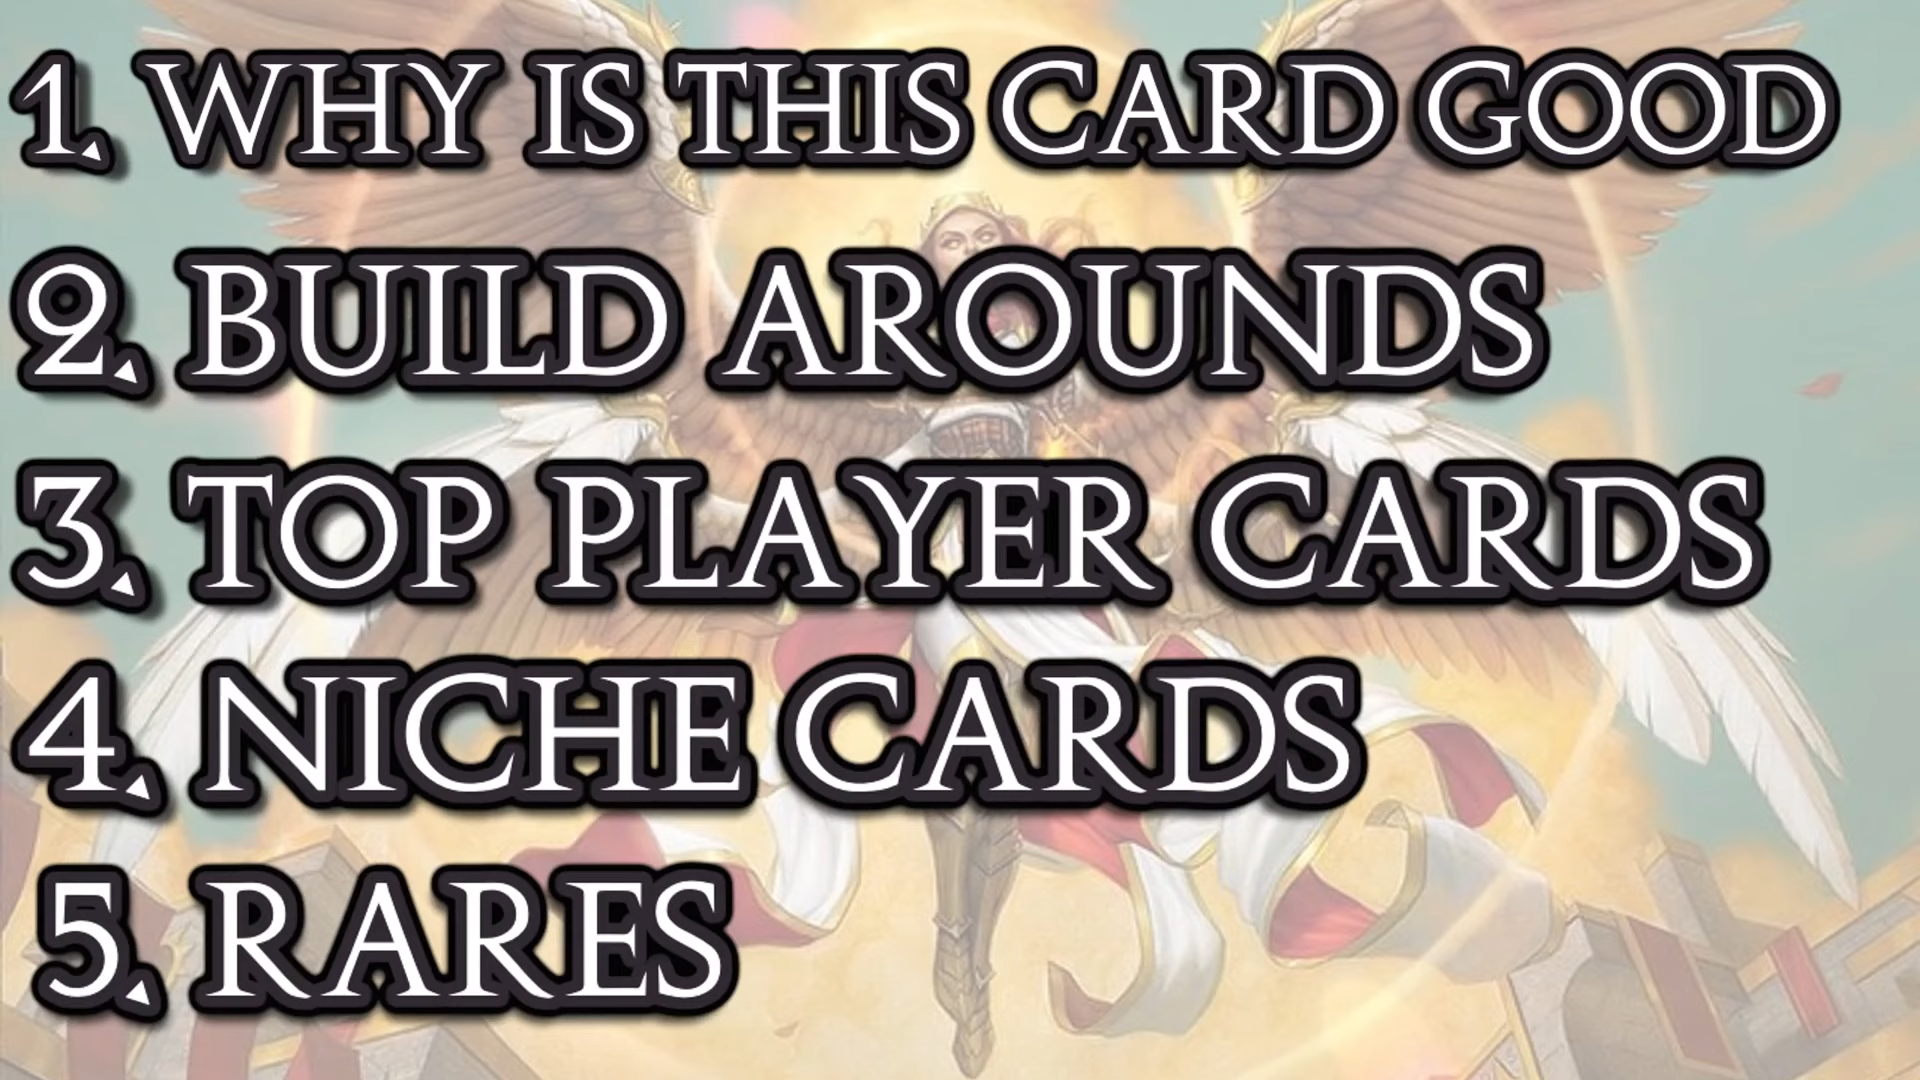 1. WHY IS THIS CARD GOOD
2. BUILD AROUNDS
3. TOP PLAYER CARDS
4. NICHE CARDS
5. RARES